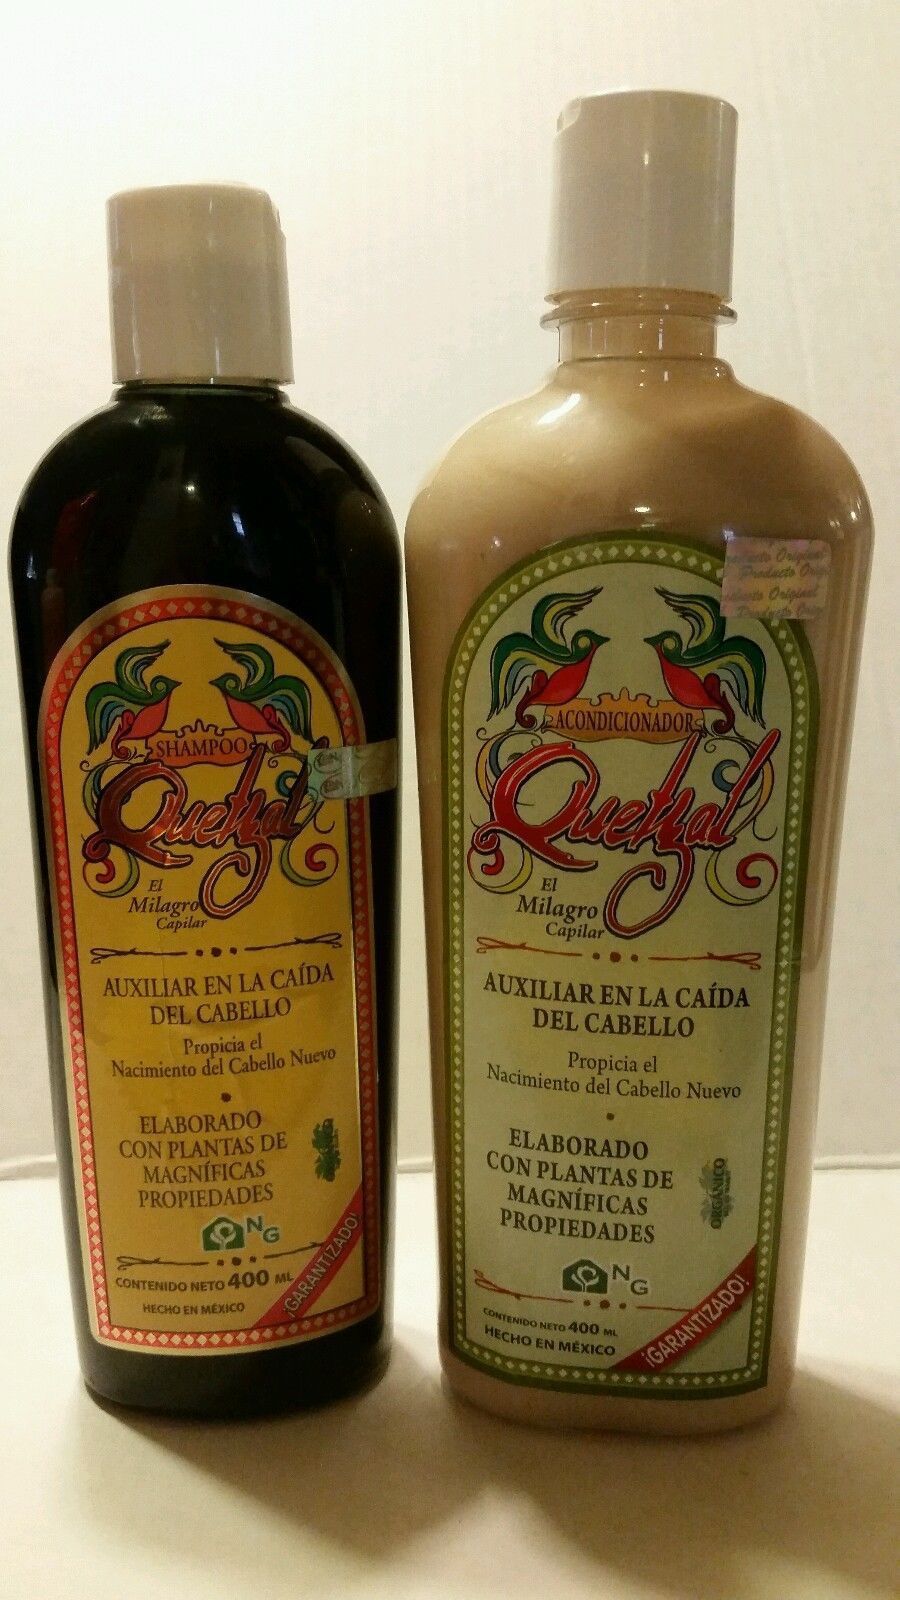 SHAMPOO
Quetzal
El
Milagro
Capilar
AUXILIAR EN LA CAÍDA
DEL CABELLO
Propicia el
Nacimiento del Cabello Nuevo
ELABORADO
CON PLANTAS DE
MAGNÍFICAS
PROPIEDADES
NG
CONTENIDO NETO 400 ML
HECHO EN MÉXICO
¡GARANTIZADO!
Producto Original
ACONDICIONADOR
Quetzal
El
Milagro
Capilar
AUXILIAR EN LA CAÍDA
DEL CABELLO
Propicia el
Nacimiento del Cabello Nuevo
ELABORADO
CON PLANTAS DE
MAGNÍFICAS
PROPIEDADES
ORGÁNICO
NG
CONTENIDO NETO 400 ML
HECHO EN MÉXICO
¡GARANTIZADO!